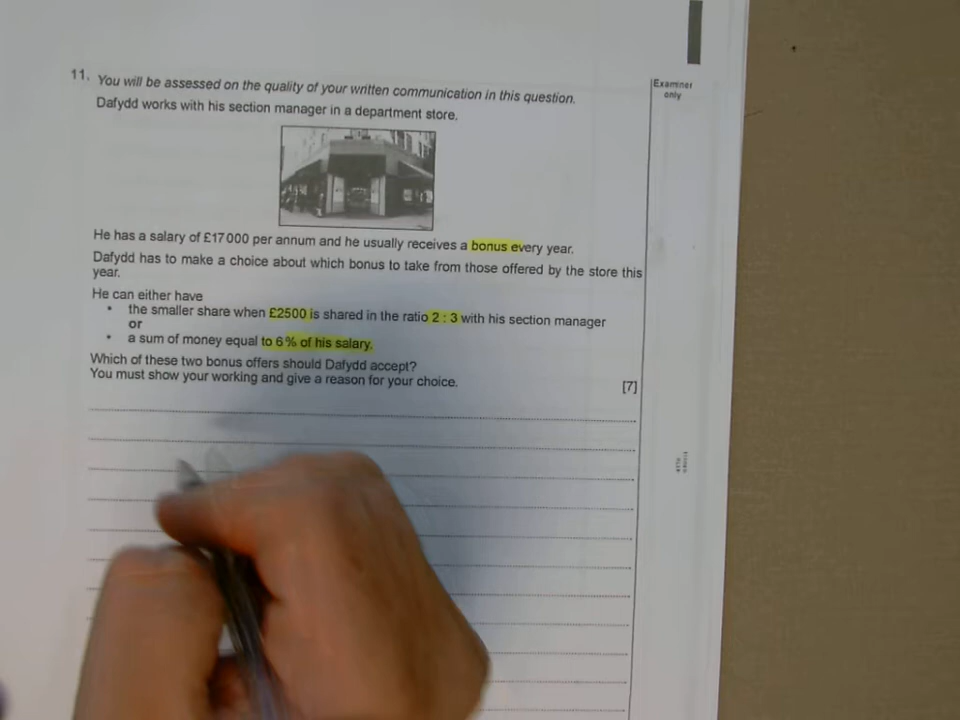 11. You will be assessed on the quality of your written communication in this question.
Examiner
only
Dafydd works with his section manager in a department store.
He has a salary of £17 000 per annum and he usually receives a bonus every year.
Dafydd has to make a choice about which bonus to take from those offered by the store this
year.
He can either have
• the smaller share when £2500 is shared in the ratio 2 : 3 with his section manager
or
• a sum of money equal to 6% of his salary.
Which of these two bonus offers should Dafydd accept?
You must show your working and give a reason for your choice.
[7]